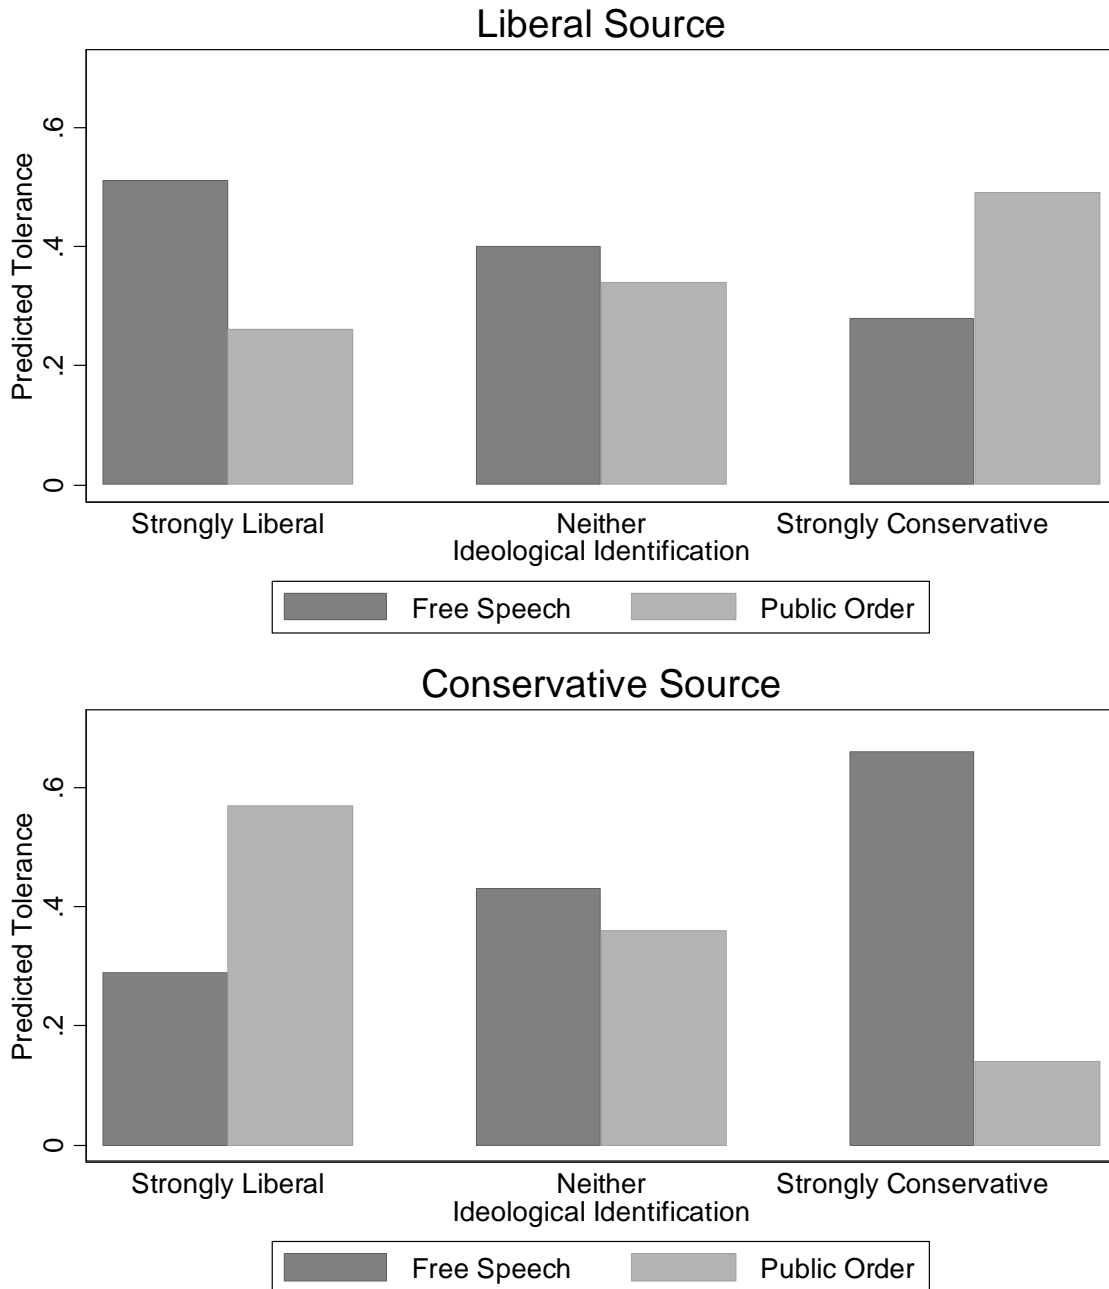 Liberal Source
Predicted Tolerance
.6
.4
.2
0
Strongly Liberal Neither Strongly Conservative
Ideological Identification
Free Speech Public Order
Conservative Source
Predicted Tolerance
.6
.4
.2
0
Strongly Liberal Neither Strongly Conservative
Ideological Identification
Free Speech Public Order